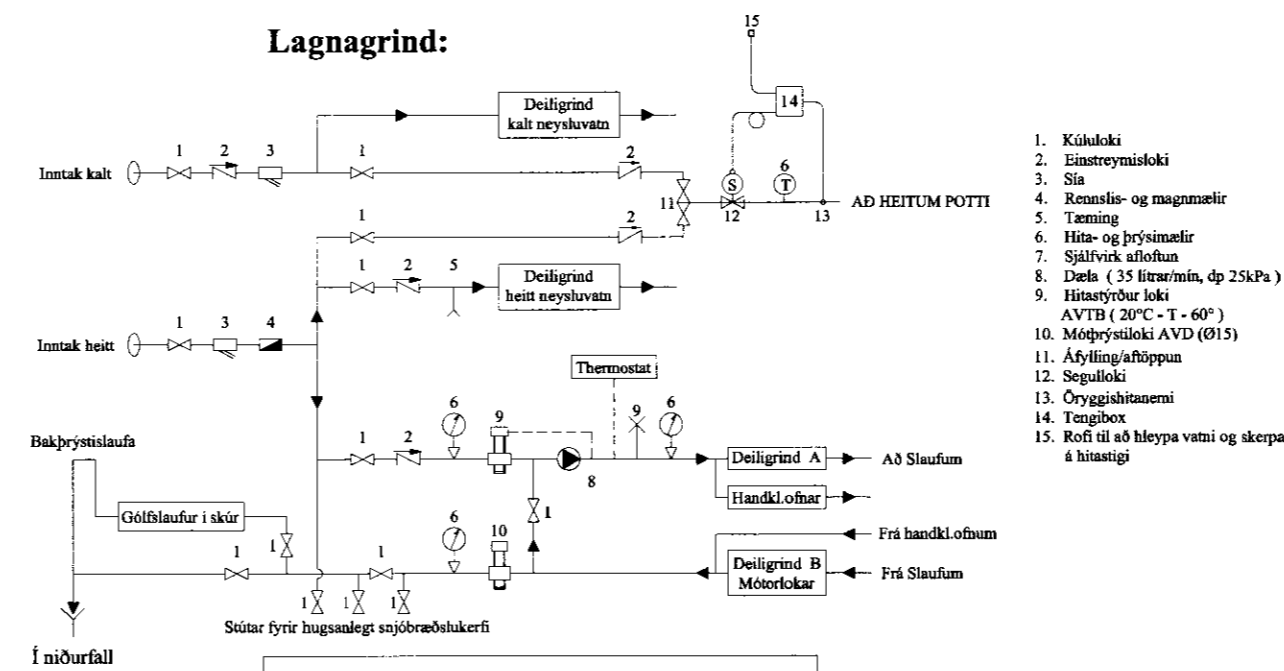 Lagnagrind:
15
14
Deiligrind
kalt neysluvatn
Inntak kalt
1
2
3
1
2
6
S
T
11
12
13
AÐ HEITUM POTTI
1
2
1
2
5
Deiligrind
heitt neysluvatn
Inntak heitt
1
3
4
Thermostat
6
9
9
6
Bakþrýstislaufa
1
2
8
Deiligrind A
Að Slaufum
Handkl.ofnar
Gólfslaufur í skúr
1
1
1
6
10
1
Frá handkl.ofnum
Deiligrind B
Mótorlokar
Frá Slaufum
1
1
1
Stútar fyrir hugsanlegt snjóbræðslukerfi
Í niðurfall
1. Kúluloki
2. Einstreymisloki
3. Sía
4. Rennslis- og magnmælir
5. Tæming
6. Hita- og þrýsimælir
7. Sjálfvirk afloftun
8. Dæla ( 35 lítrar/mín, dp 25kPa )
9. Hitastýrður loki
AVTB ( 20°C - T - 60° )
10. Mótþrýstiloki AVD (Ø15)
11. Áfylling/aftöppun
12. Segulloki
13. Öryggishitanemi
14. Tengibox
15. Rofi til að hleypa vatni og skerpa
á hitastigi